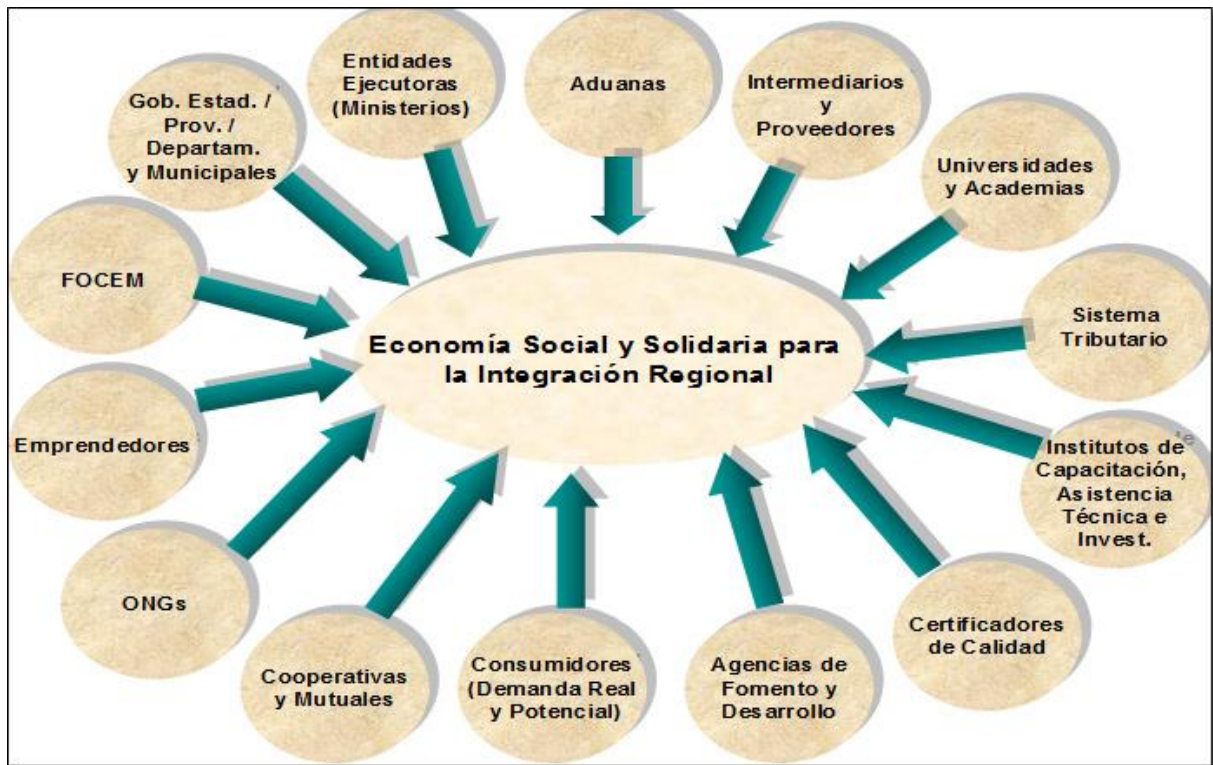 Entidades
Ejecutoras
(Ministerios)
Aduanas
Intermediarios
y
Proveedores
Gob. Estad. /
Prov. /
Departam.
y Municipales
Universidades
y Academias
FOCEM
Sistema
Tributario
Economía Social y Solidaria para
la Integración Regional
Emprendedores
Institutos de
Capacitación,
Asistencia
Técnica e
Invest.
ONGs
Certificadores
de Calidad
Cooperativas
y Mutuales
Consumidores
(Demanda Real
y Potencial)
Agencias de
Fomento y
Desarrollo